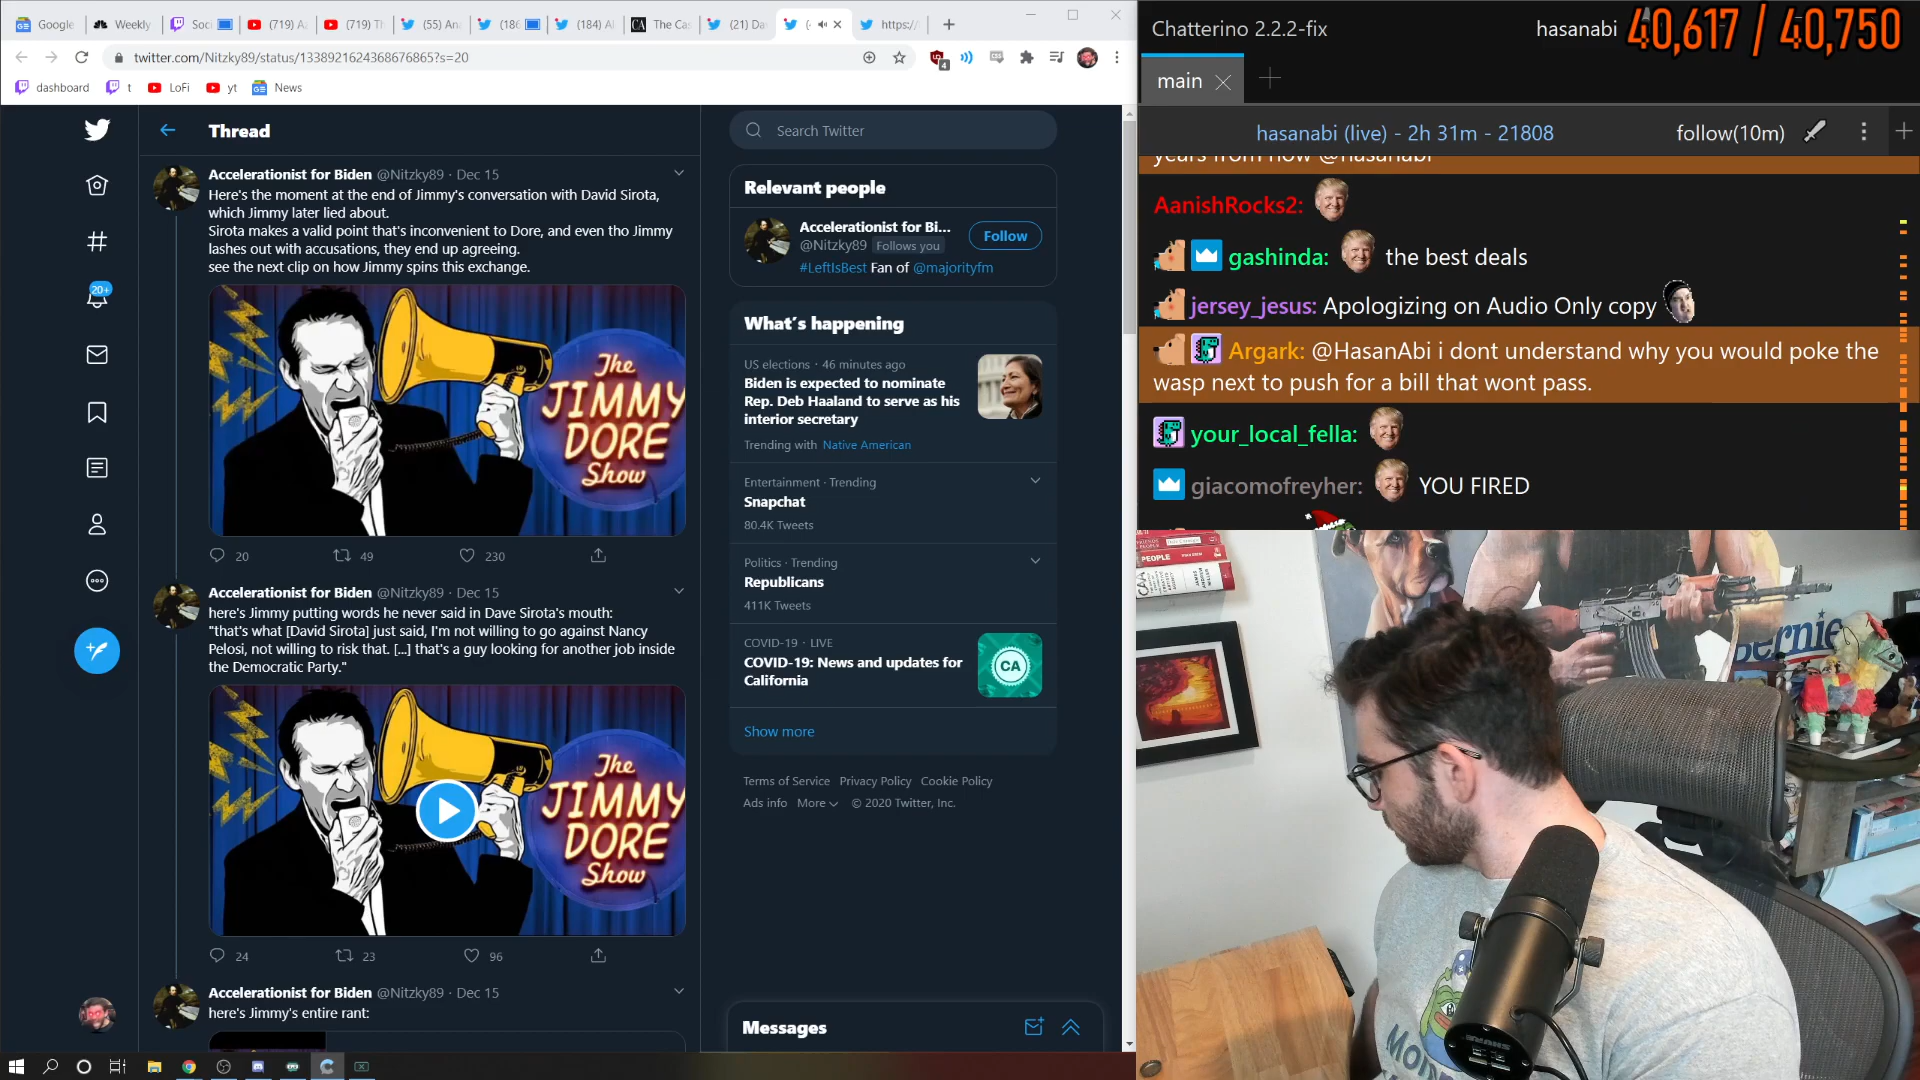 Google
Weekly
Soci
(719) A
(719) Th
(55) An
(186
(184) Al
The Ca
(21) Da
https:/
twitter.com/Nitzky89/status/1338921624368676865?s=20
dashboard
t
LoFi
yt
News
Thread
Accelerationist for Biden @Nitzky89 · Dec 15
Here's the moment at the end of Jimmy's conversation with David Sirota,
which Jimmy later lied about.
Sirota makes a valid point that's inconvenient to Dore, and even tho Jimmy
lashes out with accusations, they end up agreeing.
see the next clip on how Jimmy spins this exchange.
20+
The
JIMMY
DORE
Show
20 49 230
Accelerationist for Biden @Nitzky89 · Dec 15
here's Jimmy putting words he never said in Dave Sirota's mouth:
"that's what [David Sirota] just said, I'm not willing to go against Nancy
Pelosi, not willing to risk that. [...] that's a guy looking for another job inside
the Democratic Party."
The
JIMMY
DORE
Show
24 23 96
Accelerationist for Biden @Nitzky89 · Dec 15
here's Jimmy's entire rant:
Search Twitter
Relevant people
Accelerationist for Bi...
@Nitzky89 Follows you
Follow
#LeftIsBest Fan of @majorityfm
What's happening
US elections · 46 minutes ago
Biden is expected to nominate
Rep. Deb Haaland to serve as his
interior secretary
Trending with Native American
Entertainment · Trending
Snapchat
80.4K Tweets
Politics · Trending
Republicans
411K Tweets
COVID-19 · LIVE
COVID-19: News and updates for
California
CA
Show more
Terms of Service Privacy Policy Cookie Policy
Ads info More © 2020 Twitter, Inc.
Messages
Chatterino 2.2.2-fix
hasanabi
40,617 / 40,750
main
hasanabi (live) - 2h 31m - 21808
follow(10m)
years from now @hasanabi
AanishRocks2:
gashinda: the best deals
jersey_jesus: Apologizing on Audio Only copy
Argark: @HasanAbi i dont understand why you would poke the
wasp next to push for a bill that wont pass.
your_local_fella:
giacomofreyher: YOU FIRED
PEOPLE
Bernie